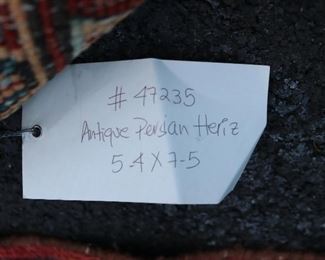 # 47235
Antique Persian Heriz
5-4 X 7-5